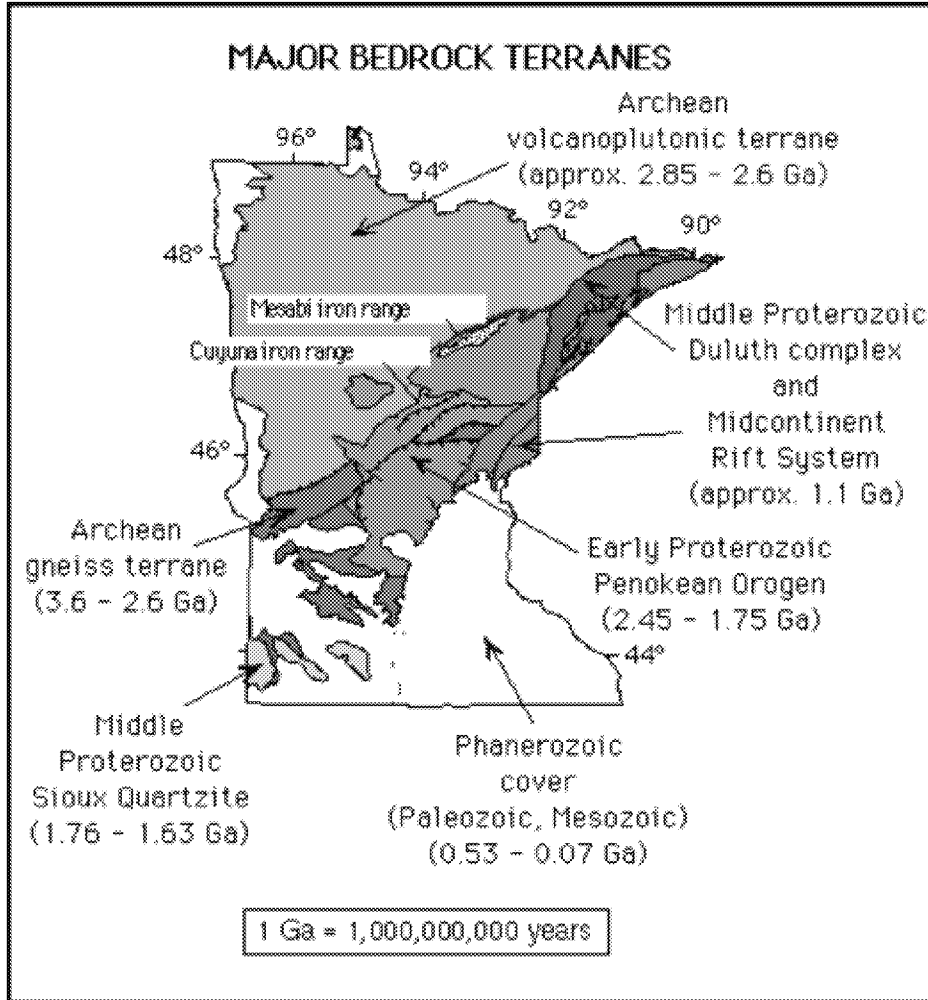 MAJOR BEDROCK TERRANES
Archean
volcanoplutonic terrane
(approx. 2.85 - 2.6 Ga)
96°
94°
92°
90°
48°
Mesabi iron range
Cuyuna iron range
Middle Proterozoic
Duluth complex
and
Midcontinent
Rift System
(approx. 1.1 Ga)
46°
Archean
gneiss terrane
(3.6 - 2.6 Ga)
Early Proterozoic
Penokean Orogen
(2.45 - 1.75 Ga)
44°
Middle
Proterozoic
Sioux Quartzite
(1.76 - 1.63 Ga)
Phanerozoic
cover
(Paleozoic, Mesozoic)
(0.53 - 0.07 Ga)
1 Ga = 1,000,000,000 years